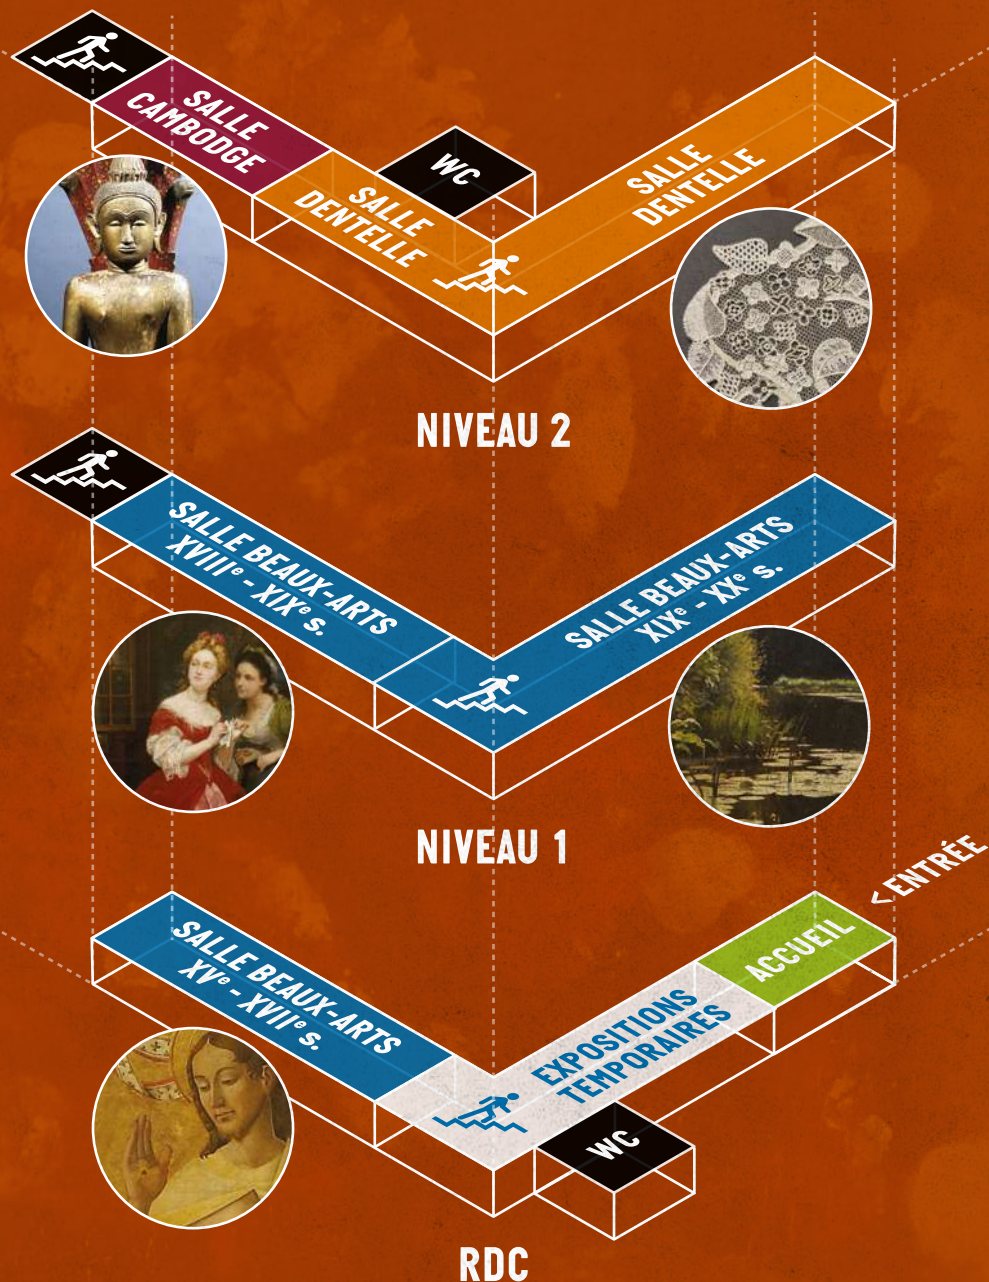 SALLE
CAMBODGE
SALLE
DENTELLE
WC
SALLE
DENTELLE
NIVEAU 2
SALLE BEAUX-ARTS
XVIIIe - XIXe s.
SALLE BEAUX-ARTS
XIXe - XXe s.
NIVEAU 1
< ENTRÉE
SALLE BEAUX-ARTS
XVe - XVIIe s.
EXPOSITIONS
TEMPORAIRES
ACCUEIL
WC
RDC